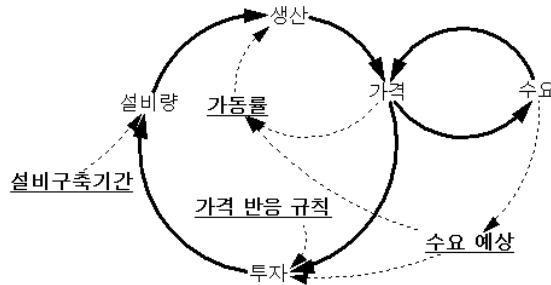 생산
가격
수요
설비량
가동률
설비구축기간
가격 반응 규칙
수요 예상
투자